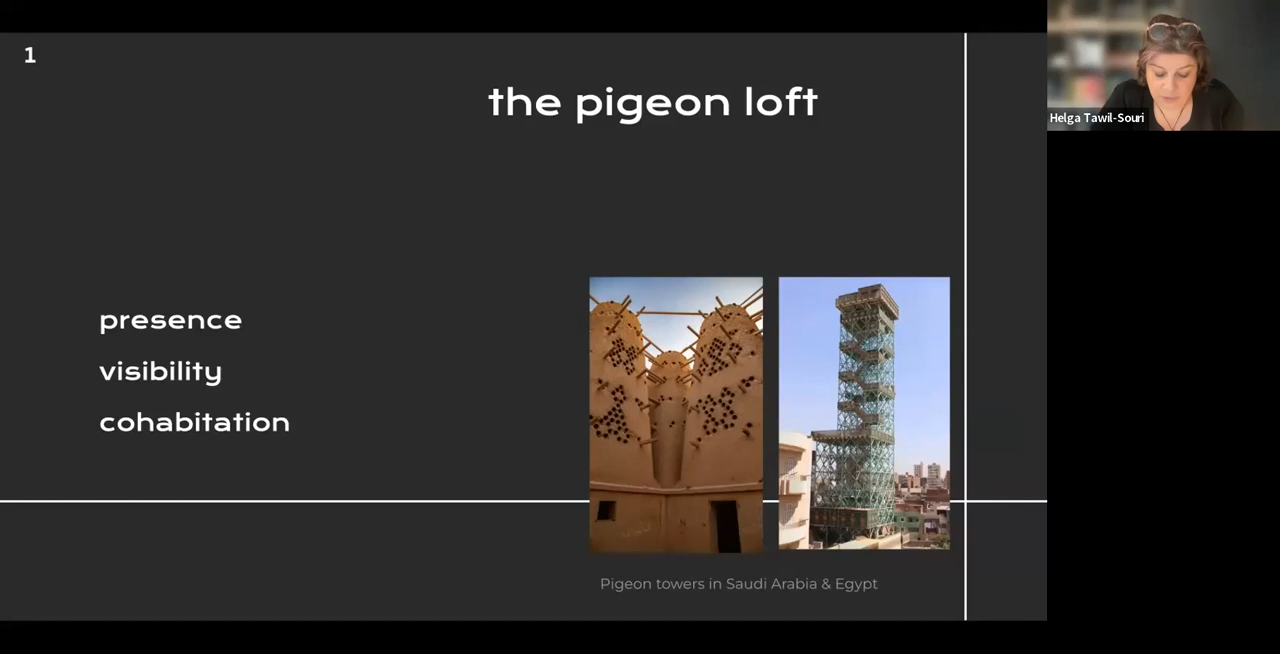 1
the pigeon loft
presence
visibility
cohabitation
Pigeon towers in Saudi Arabia & Egypt
Helga Tawil-Souri